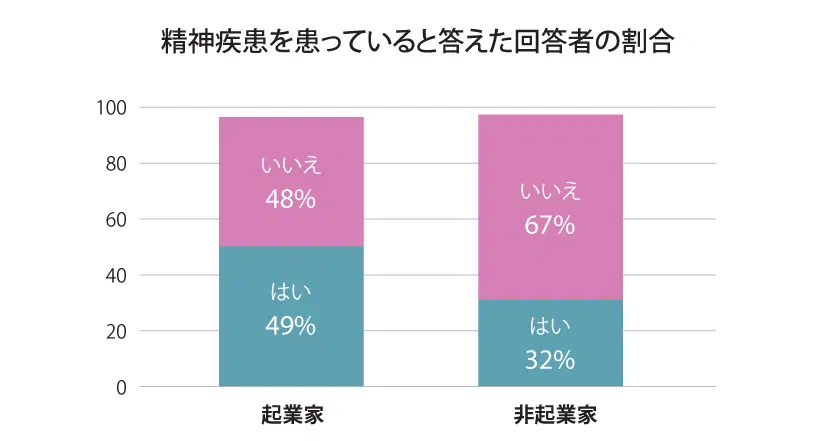 精神疾患を患っていると答えた回答者の割合
100
80
60
40
20
0
いいえ
48%
はい
49%
いいえ
67%
はい
32%
起業家
非起業家